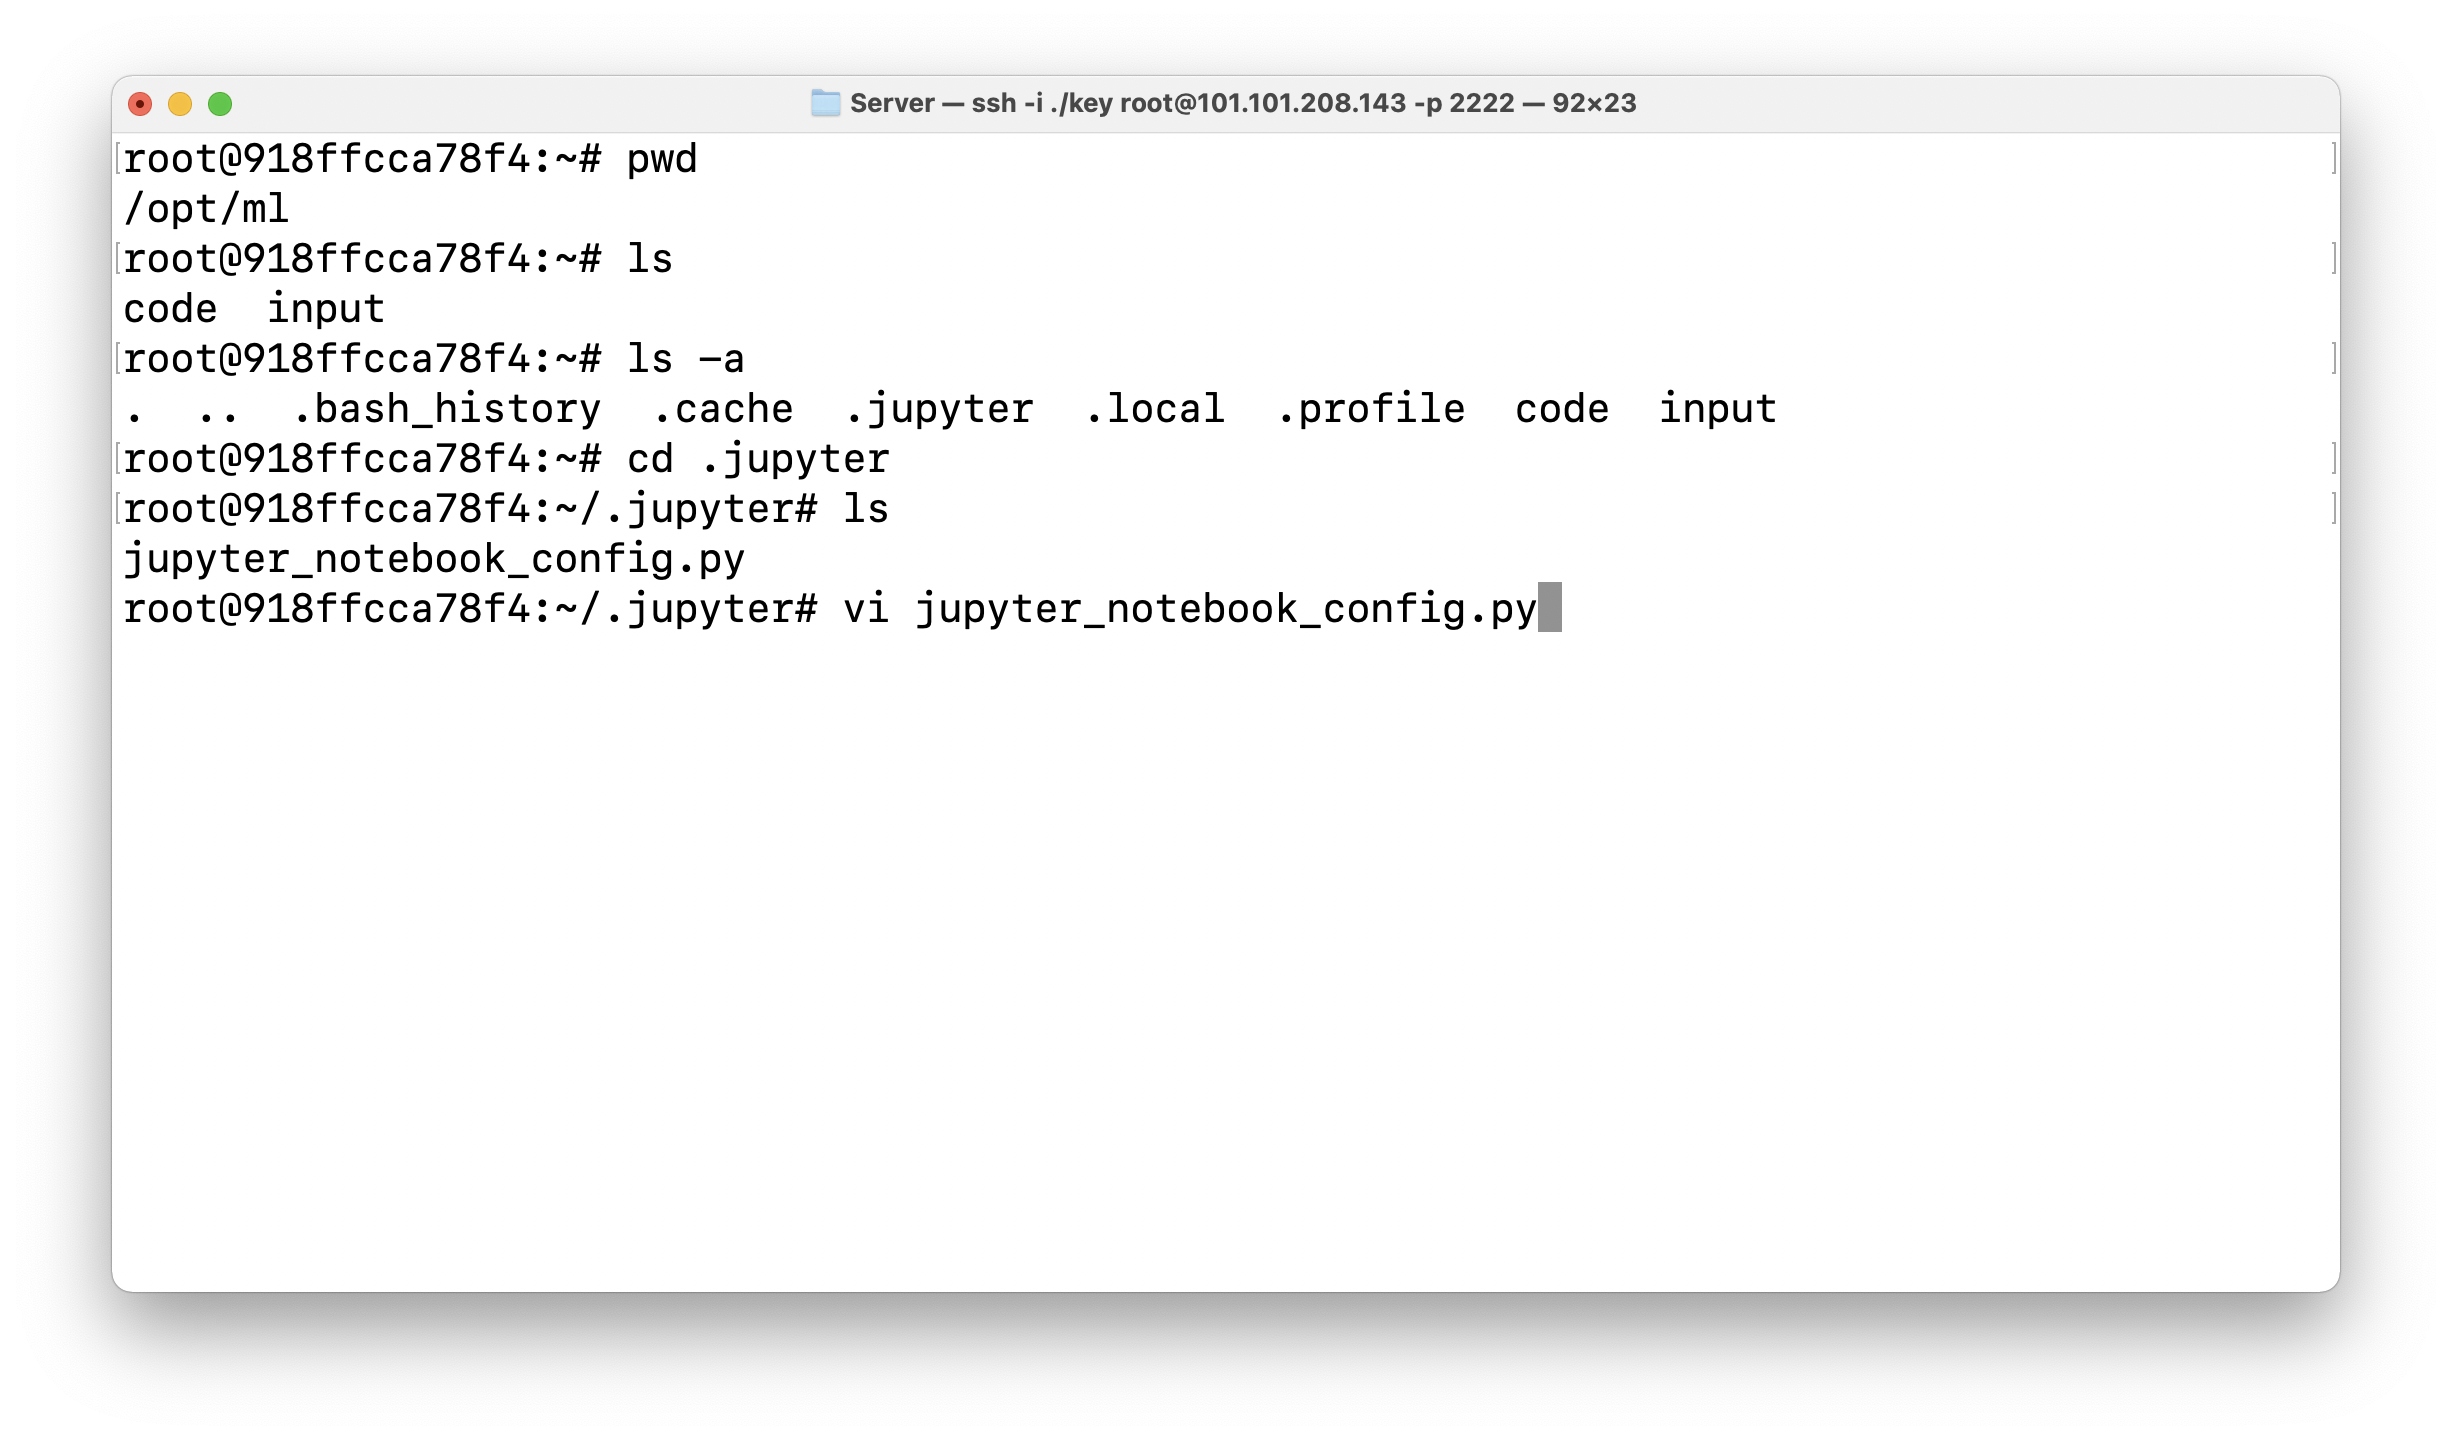 Server — ssh -i ./key root@101.101.208.143 -p 2222 — 92×23
[root@918ffcca78f4:~# pwd ]
/opt/ml
[root@918ffcca78f4:~# ls ]
code  input
[root@918ffcca78f4:~# ls -a ]
.  ..  .bash_history  .cache  .jupyter  .local  .profile  code  input
[root@918ffcca78f4:~# cd .jupyter ]
[root@918ffcca78f4:~/.jupyter# ls ]
jupyter_notebook_config.py
root@918ffcca78f4:~/.jupyter# vi jupyter_notebook_config.py